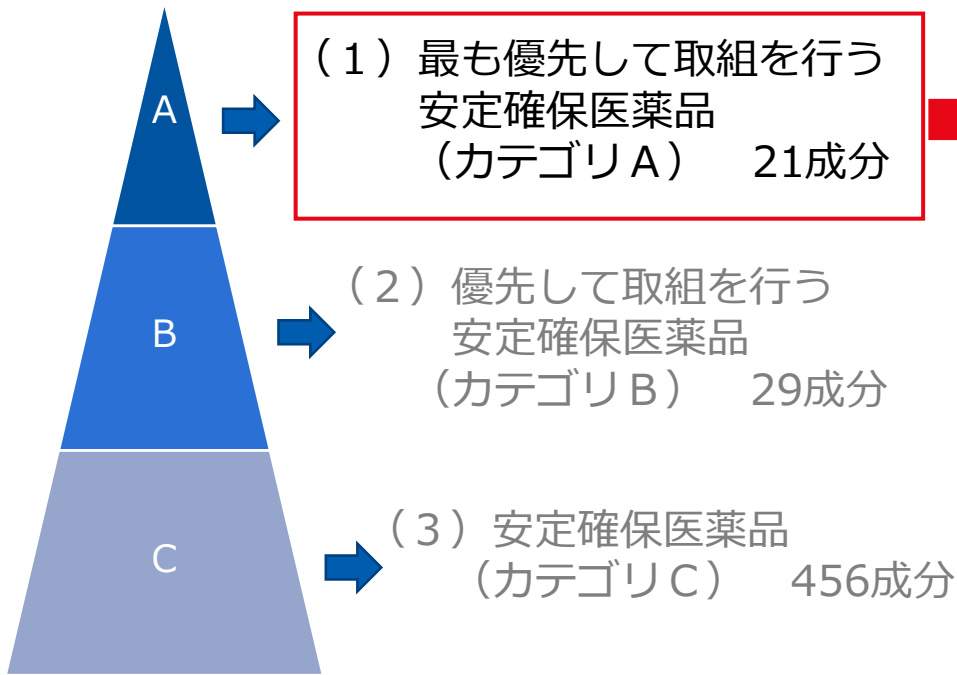 A
（１）最も優先して取組を行う
安定確保医薬品
（カテゴリＡ）　21成分
B
（２）優先して取組を行う
安定確保医薬品
（カテゴリＢ）　29成分
C
（３）安定確保医薬品
（カテゴリＣ）　456成分